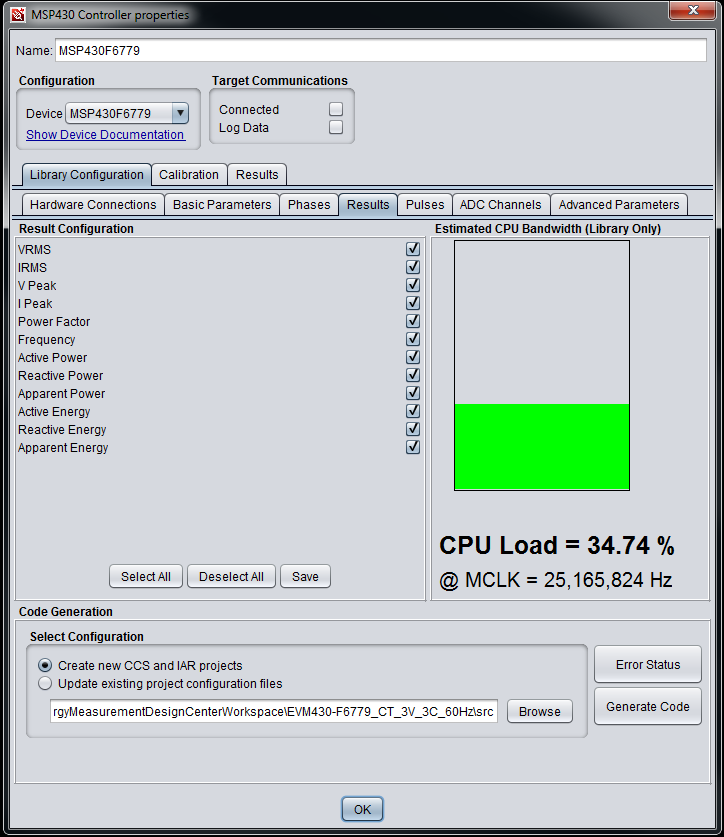 MSP430 Controller properties
Name: MSP430F6779
Configuration
Target Communications
Device MSP430F6779
Show Device Documentation
Connected
Log Data
Library Configuration Calibration Results
Hardware Connections Basic Parameters Phases Results Pulses ADC Channels Advanced Parameters
Result Configuration
VRMS
IRMS
V Peak
I Peak
Power Factor
Frequency
Active Power
Reactive Power
Apparent Power
Active Energy
Reactive Energy
Apparent Energy
Select All Deselect All Save
Estimated CPU Bandwidth (Library Only)
CPU Load = 34.74 %
@ MCLK = 25,165,824 Hz
Code Generation
Select Configuration
Create new CCS and IAR projects
Update existing project configuration files
rgyMeasurementDesignCenterWorkspace\EVM430-F6779_CT_3V_3C_60Hz\src Browse
Error Status
Generate Code
OK